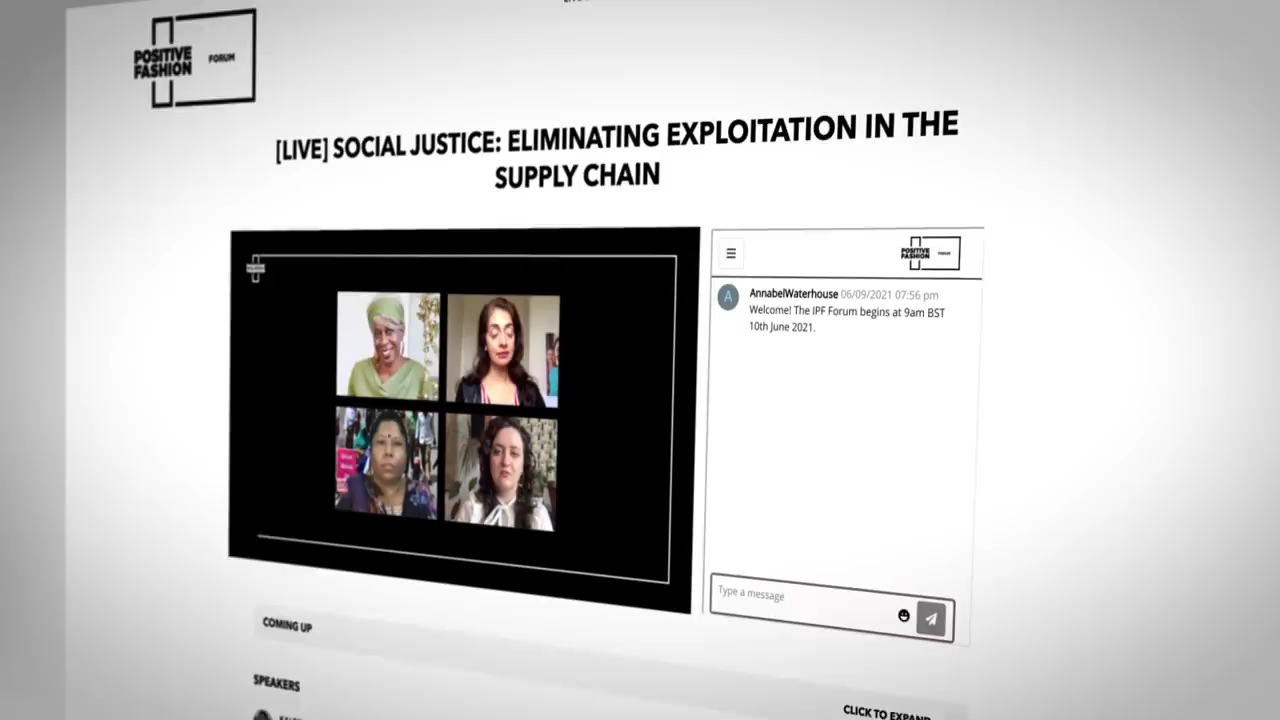 POSITIVE
FASHION
FORUM
[LIVE] SOCIAL JUSTICE: ELIMINATING EXPLOITATION IN THE
SUPPLY CHAIN
POSITIVE
FASHION
FORUM
AnnabelWaterhouse 06/09/2021 07:56 pm
Welcome! The IPF Forum begins at 9am BST
10th June 2021.
Type a message
COMING UP
SPEAKERS
CLICK TO EXPAND